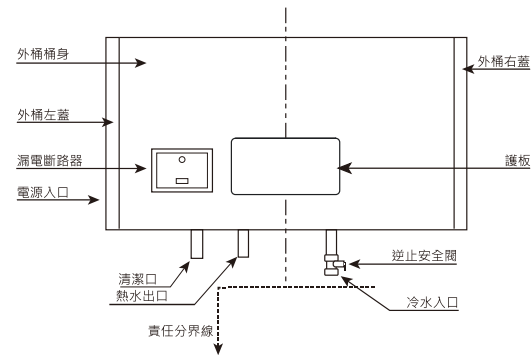 外桶桶身
外桶右蓋
外桶左蓋
漏電斷路器
護板
電源入口
清潔口
熱水出口
逆止安全閥
冷水入口
責任分界線